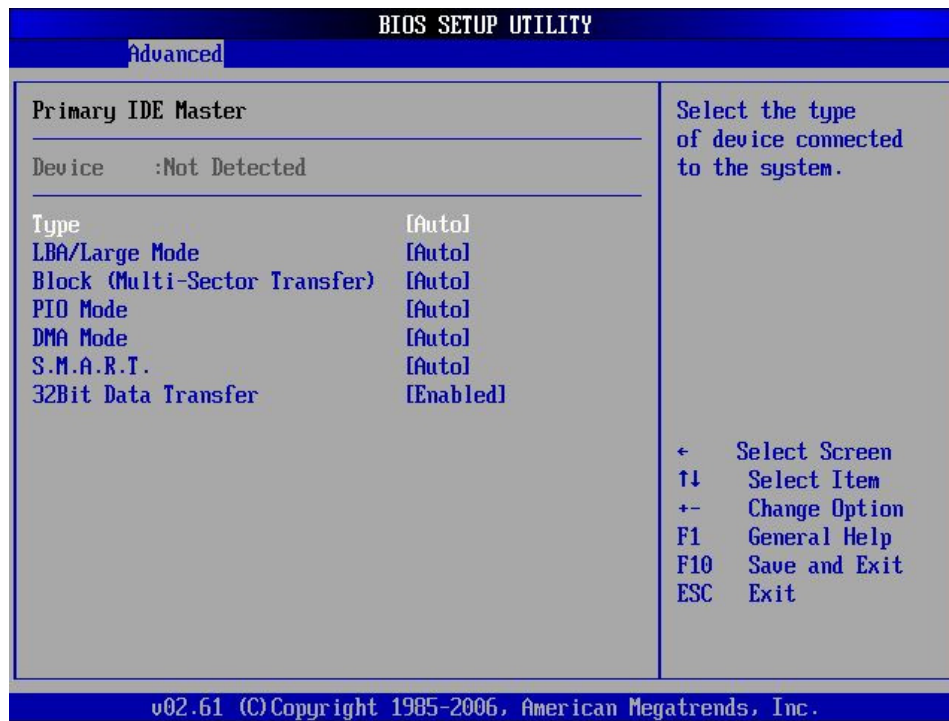 BIOS SETUP UTILITY
Advanced
Primary IDE Master
Device :Not Detected
Type [Auto]
LBA/Large Mode [Auto]
Block (Multi-Sector Transfer) [Auto]
PIO Mode [Auto]
DMA Mode [Auto]
S.M.A.R.T. [Auto]
32Bit Data Transfer [Enabled]
Select the type
of device connected
to the system.
← Select Screen
↑↓ Select Item
+- Change Option
F1 General Help
F10 Save and Exit
ESC Exit
v02.61 (C)Copyright 1985-2006, American Megatrends, Inc.